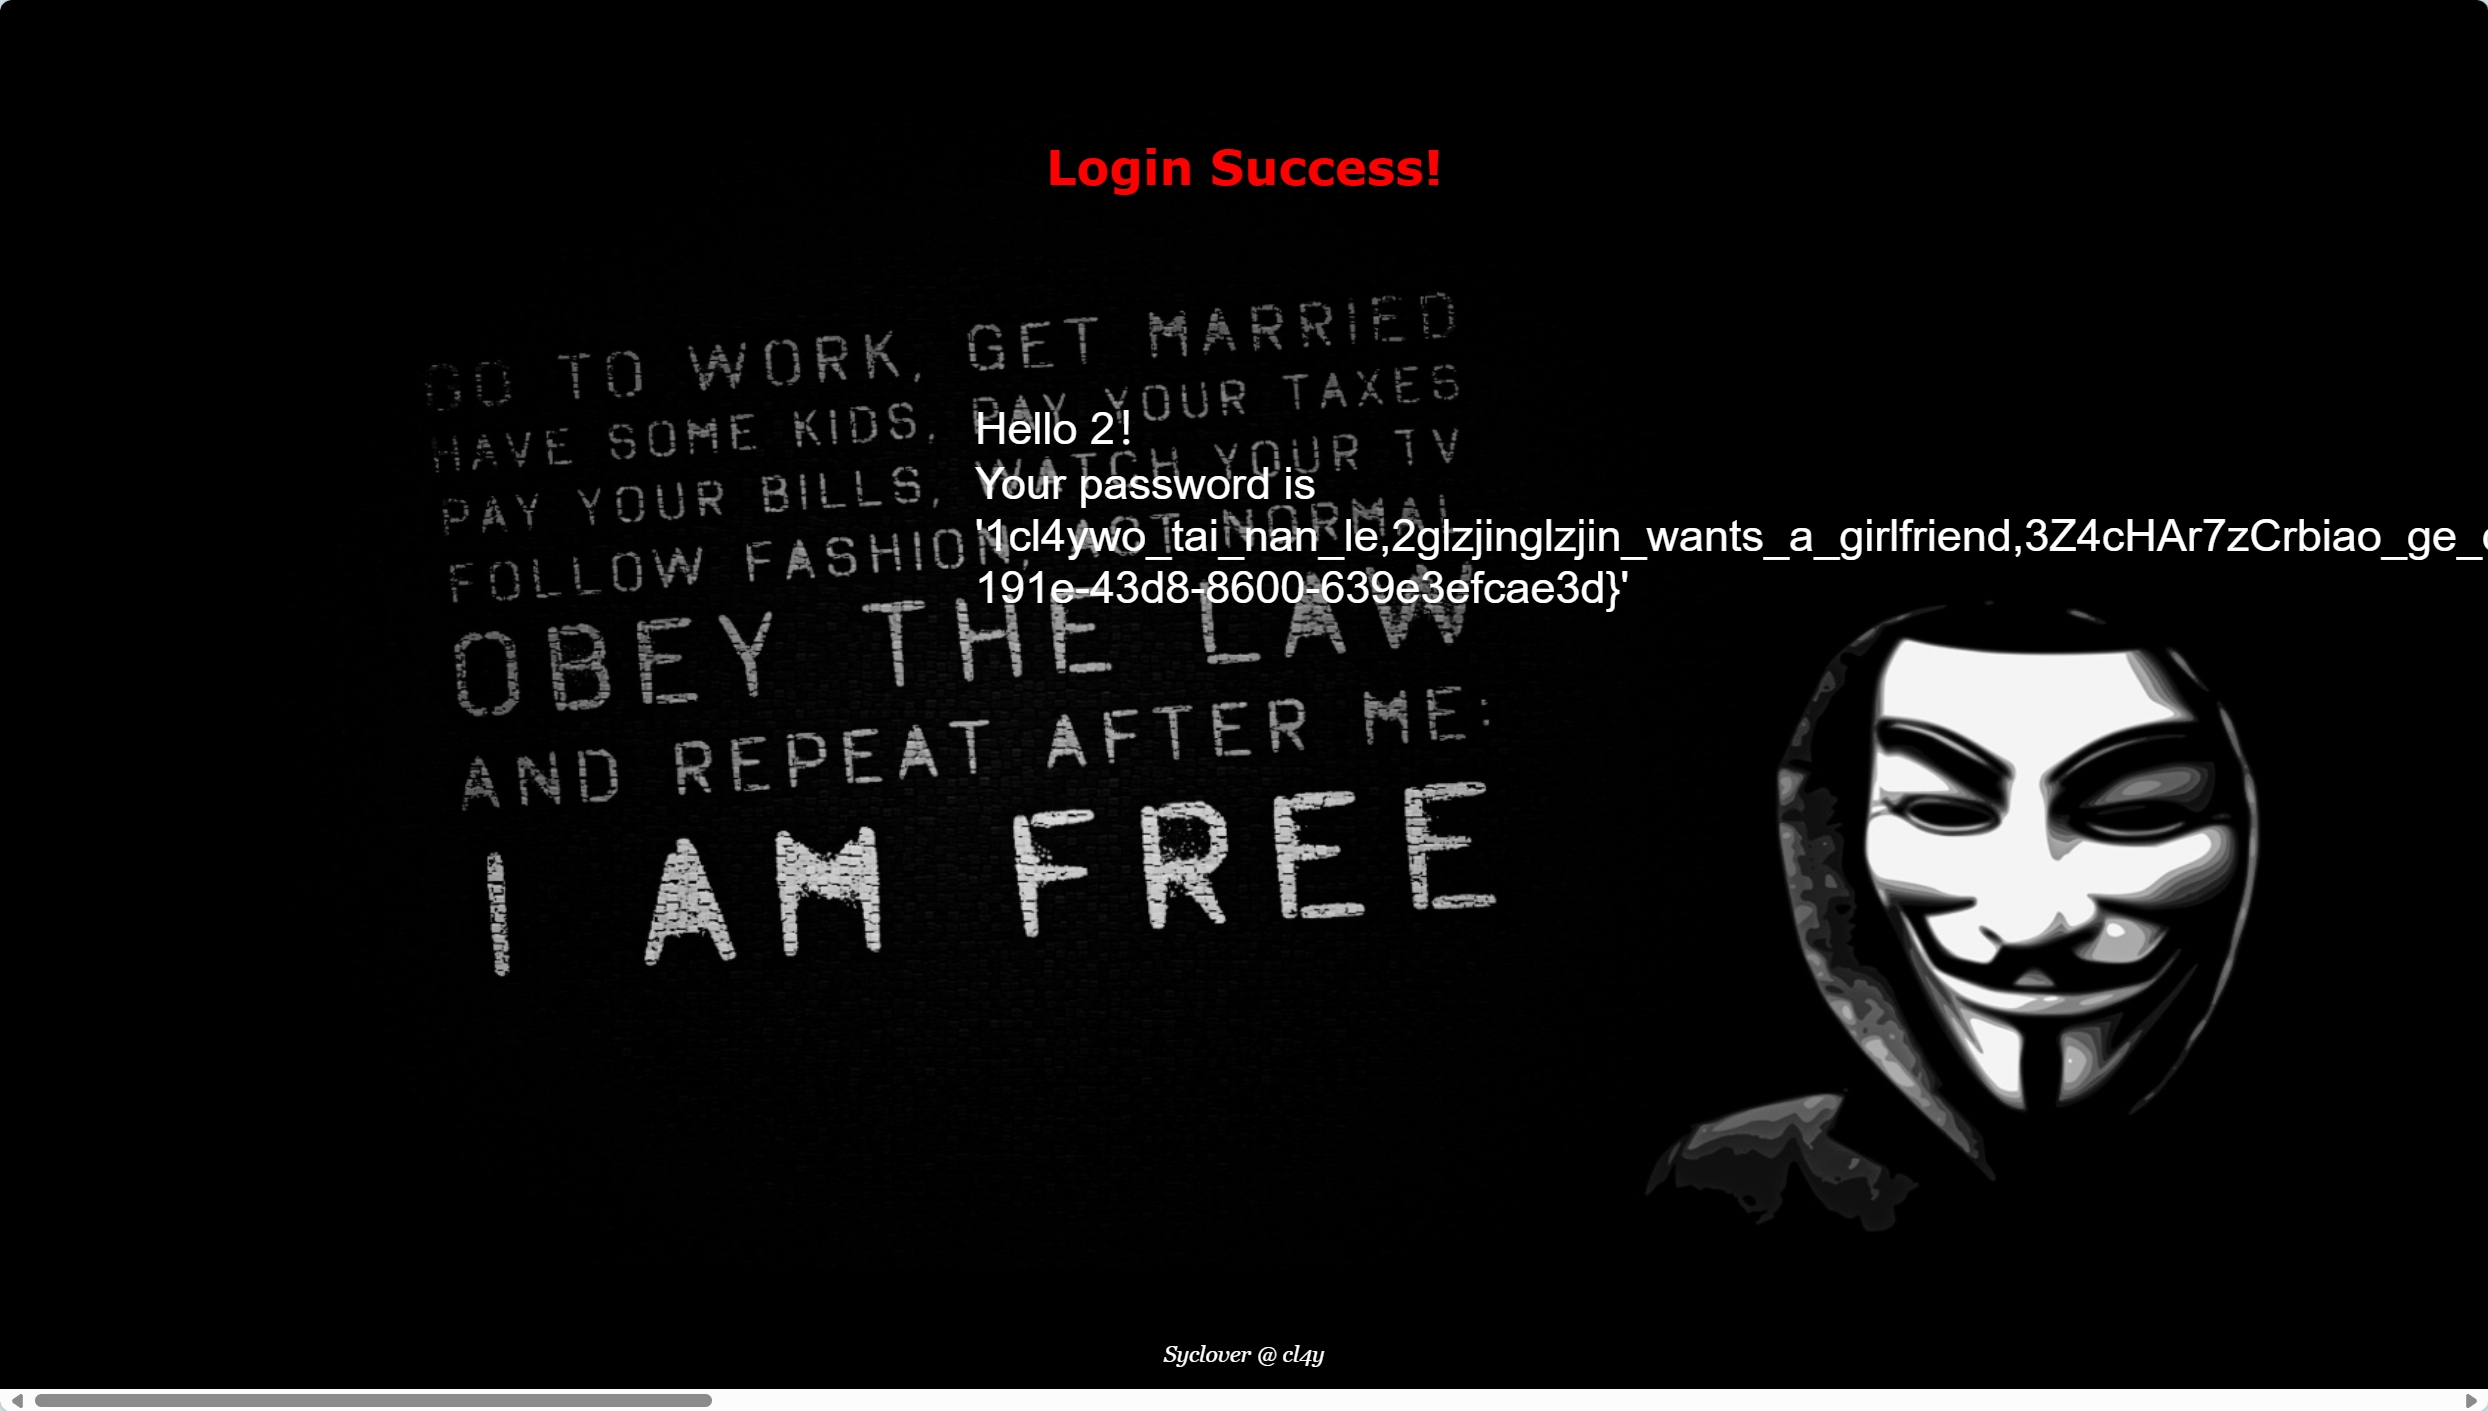 Login Success!
GO TO WORK, GET MARRIED
HAVE SOME KIDS, PAY YOUR TAXES
PAY YOUR BILLS, WATCH YOUR TV
FOLLOW FASHION, ACT NORMAL
OBEY THE LAW
AND REPEAT AFTER ME:
I AM FREE
Hello 2！
Your password is
'1cl4ywo_tai_nan_le,2glzjinglzjin_wants_a_girlfriend,3Z4cHAr7zCrbiao_ge_
191e-43d8-8600-639e3efcae3d}'
Syclover @ cl4y